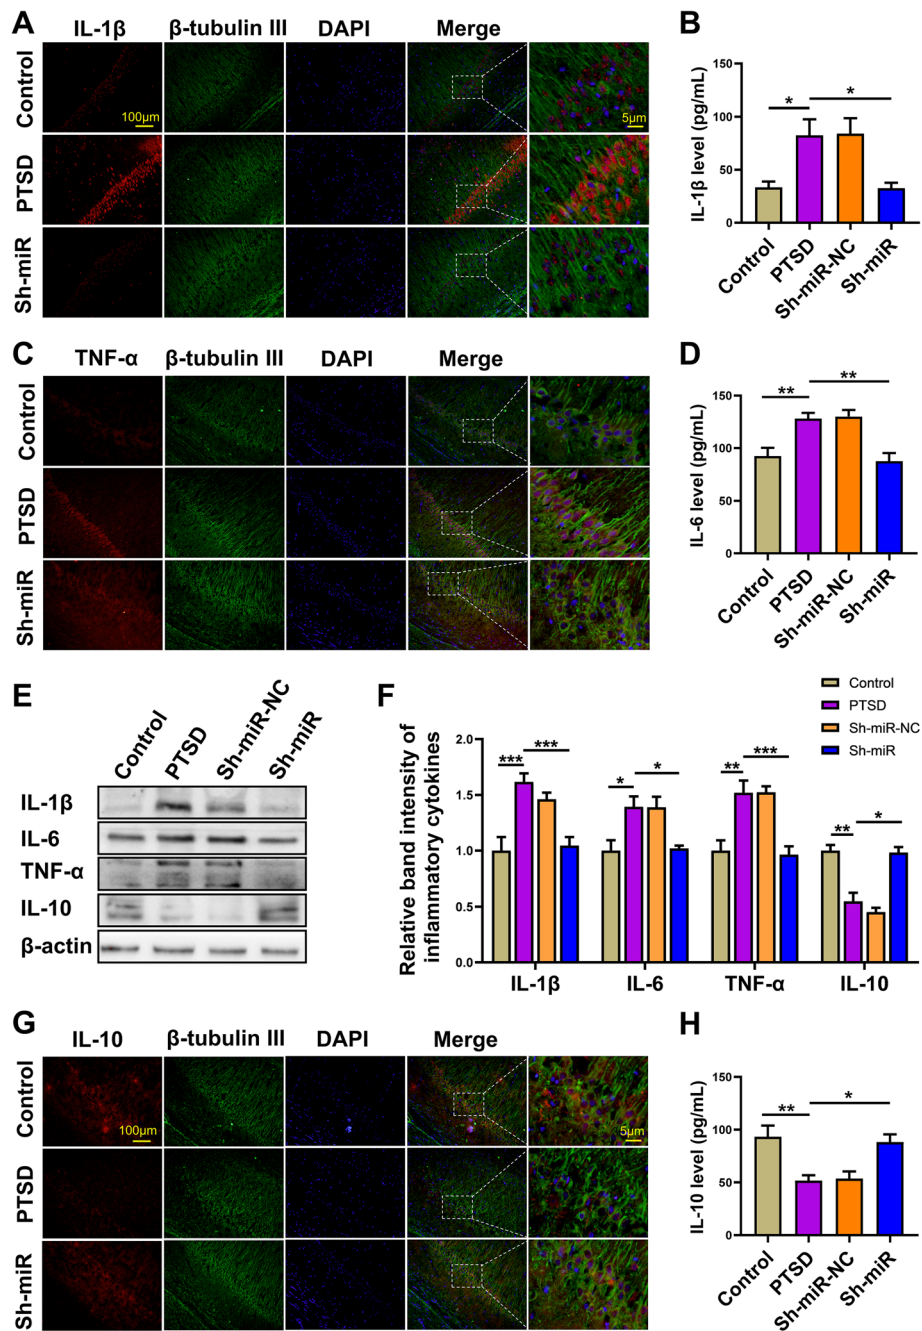 A
IL-1β β-tubulin III DAPI Merge
Control
100μm
5μm
PTSD
Sh-miR
B
IL-1β level (pg/mL)
150
100
50
0
* *
Control PTSD Sh-miR-NC Sh-miR
C
TNF-α β-tubulin III DAPI Merge
Control
PTSD
Sh-miR
D
IL-6 level (pg/mL)
150
100
50
0
** **
Control PTSD Sh-miR-NC Sh-miR
E
Control PTSD Sh-miR-NC Sh-miR
IL-1β
IL-6
TNF-α
IL-10
β-actin
F
Control
PTSD
Sh-miR-NC
Sh-miR
Relative band intensity of
inflammatory cytokines
2.0
1.5
1.0
0.5
0.0
*** *** * * ** *** ** *
IL-1β IL-6 TNF-α IL-10
G
IL-10 β-tubulin III DAPI Merge
Control
100μm
5μm
PTSD
Sh-miR
H
IL-10 level (pg/mL)
150
100
50
0
** *
Control PTSD Sh-miR-NC Sh-miR